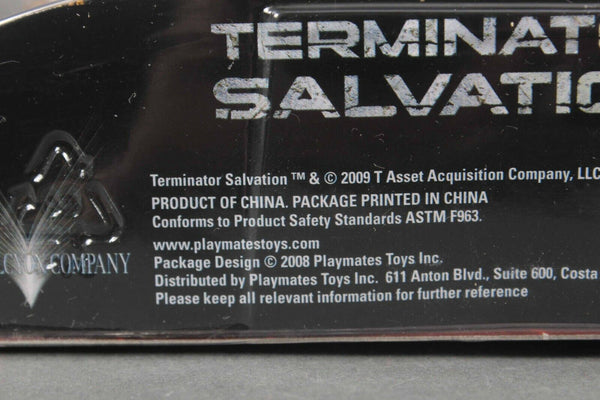 TERMINAT
SALVATIO
Terminator Salvation ™ & © 2009 T Asset Acquisition Company, LLC
PRODUCT OF CHINA. PACKAGE PRINTED IN CHINA
Conforms to Product Safety Standards ASTM F963.
www.playmatestoys.com
Package Design © 2008 Playmates Toys Inc.
Distributed by Playmates Toys Inc. 611 Anton Blvd., Suite 600, Costa
Please keep all relevant information for further reference
COMPANY